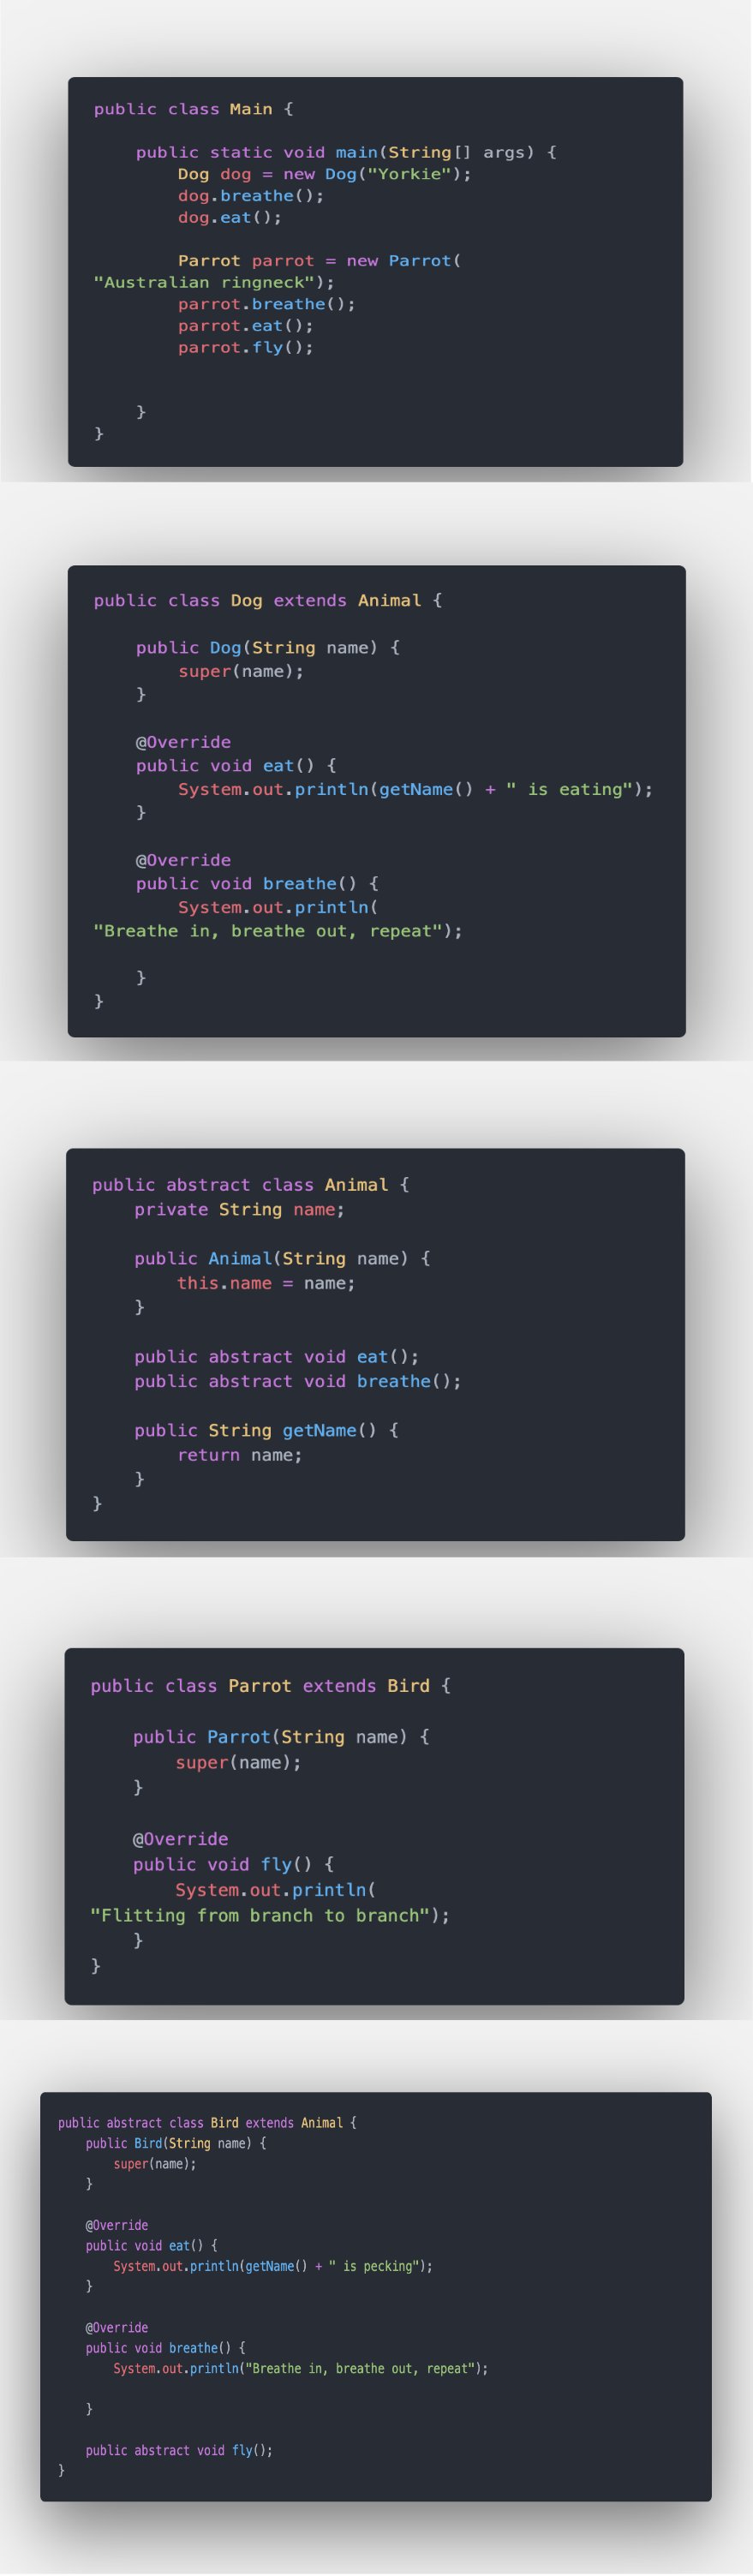 public class Main {
    public static void main(String[] args) {
        Dog dog = new Dog("Yorkie");
        dog.breathe();
        dog.eat();
        Parrot parrot = new Parrot(
"Australian ringneck");
        parrot.breathe();
        parrot.eat();
        parrot.fly();
    }
}
public class Dog extends Animal {
    public Dog(String name) {
        super(name);
    }
    @Override
    public void eat() {
        System.out.println(getName() + " is eating");
    }
    @Override
    public void breathe() {
        System.out.println(
"Breathe in, breathe out, repeat");
    }
}
public abstract class Animal {
    private String name;
    public Animal(String name) {
        this.name = name;
    }
    public abstract void eat();
    public abstract void breathe();
    public String getName() {
        return name;
    }
}
public class Parrot extends Bird {
    public Parrot(String name) {
        super(name);
    }
    @Override
    public void fly() {
        System.out.println(
"Flitting from branch to branch");
    }
}
public abstract class Bird extends Animal {
    public Bird(String name) {
        super(name);
    }
    @Override
    public void eat() {
        System.out.println(getName() + " is pecking");
    }
    @Override
    public void breathe() {
        System.out.println("Breathe in, breathe out, repeat");
    }
    public abstract void fly();
}